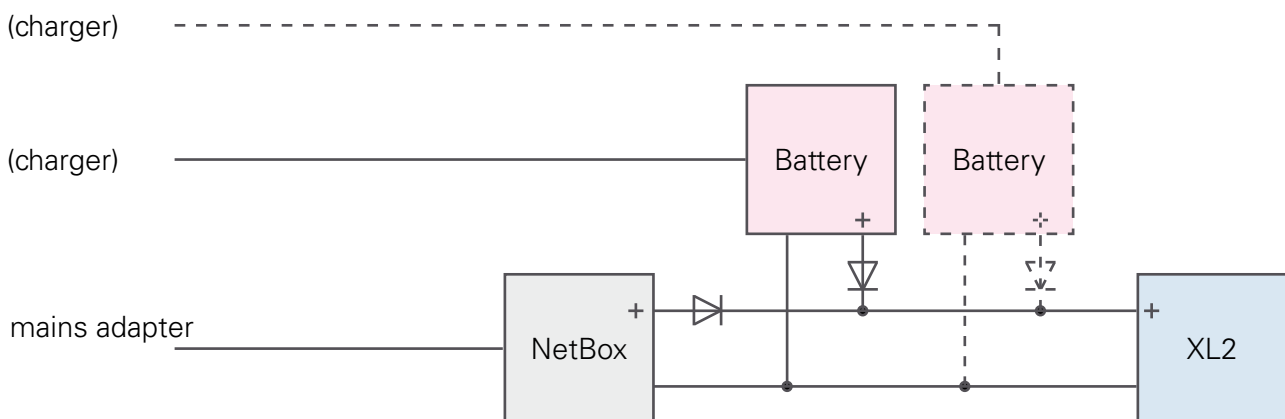 (charger)
(charger)
Battery
Battery
+
+
mains adapter
+
+
NetBox
XL2